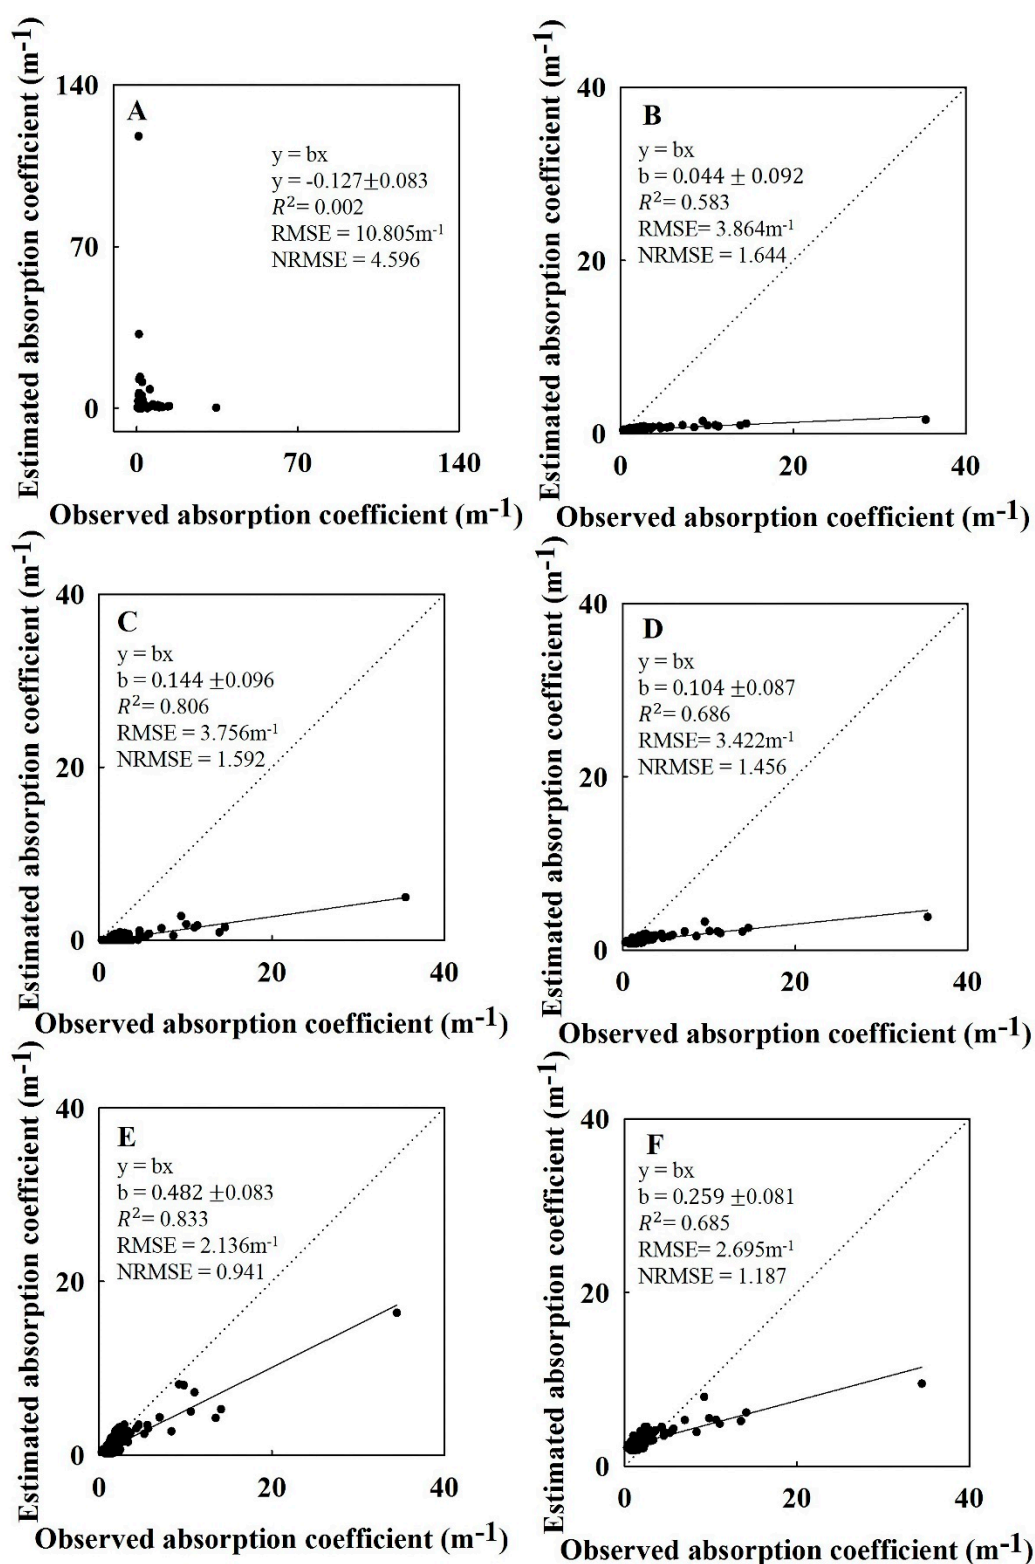 Estimated absorption coefficient (m-1)
140
70
0
A
y = bx
y = -0.127±0.083
R2= 0.002
RMSE = 10.805m-1
NRMSE = 4.596
0 70 140
Observed absorption coefficient (m-1)
Estimated absorption coefficient (m-1)
40
20
0
B
y = bx
b = 0.044 ± 0.092
R2= 0.583
RMSE= 3.864m-1
NRMSE = 1.644
0 20 40
Observed absorption coefficient (m-1)
Estimated absorption coefficient (m-1)
40
20
0
C
y = bx
b = 0.144 ±0.096
R2= 0.806
RMSE = 3.756m-1
NRMSE = 1.592
0 20 40
Observed absorption coefficient (m-1)
Estimated absorption coefficient (m-1)
40
20
0
D
y = bx
b = 0.104 ±0.087
R2= 0.686
RMSE= 3.422m-1
NRMSE = 1.456
0 20 40
Observed absorption coefficient (m-1)
Estimated absorption coefficient (m-1)
40
20
0
E
y = bx
b = 0.482 ±0.083
R2= 0.833
RMSE = 2.136m-1
NRMSE = 0.941
0 20 40
Observed absorption coefficient (m-1)
Estimated absorption coefficient (m-1)
40
20
0
F
y = bx
b = 0.259 ±0.081
R2= 0.685
RMSE= 2.695m-1
NRMSE = 1.187
0 20 40
Observed absorption coefficient (m-1)